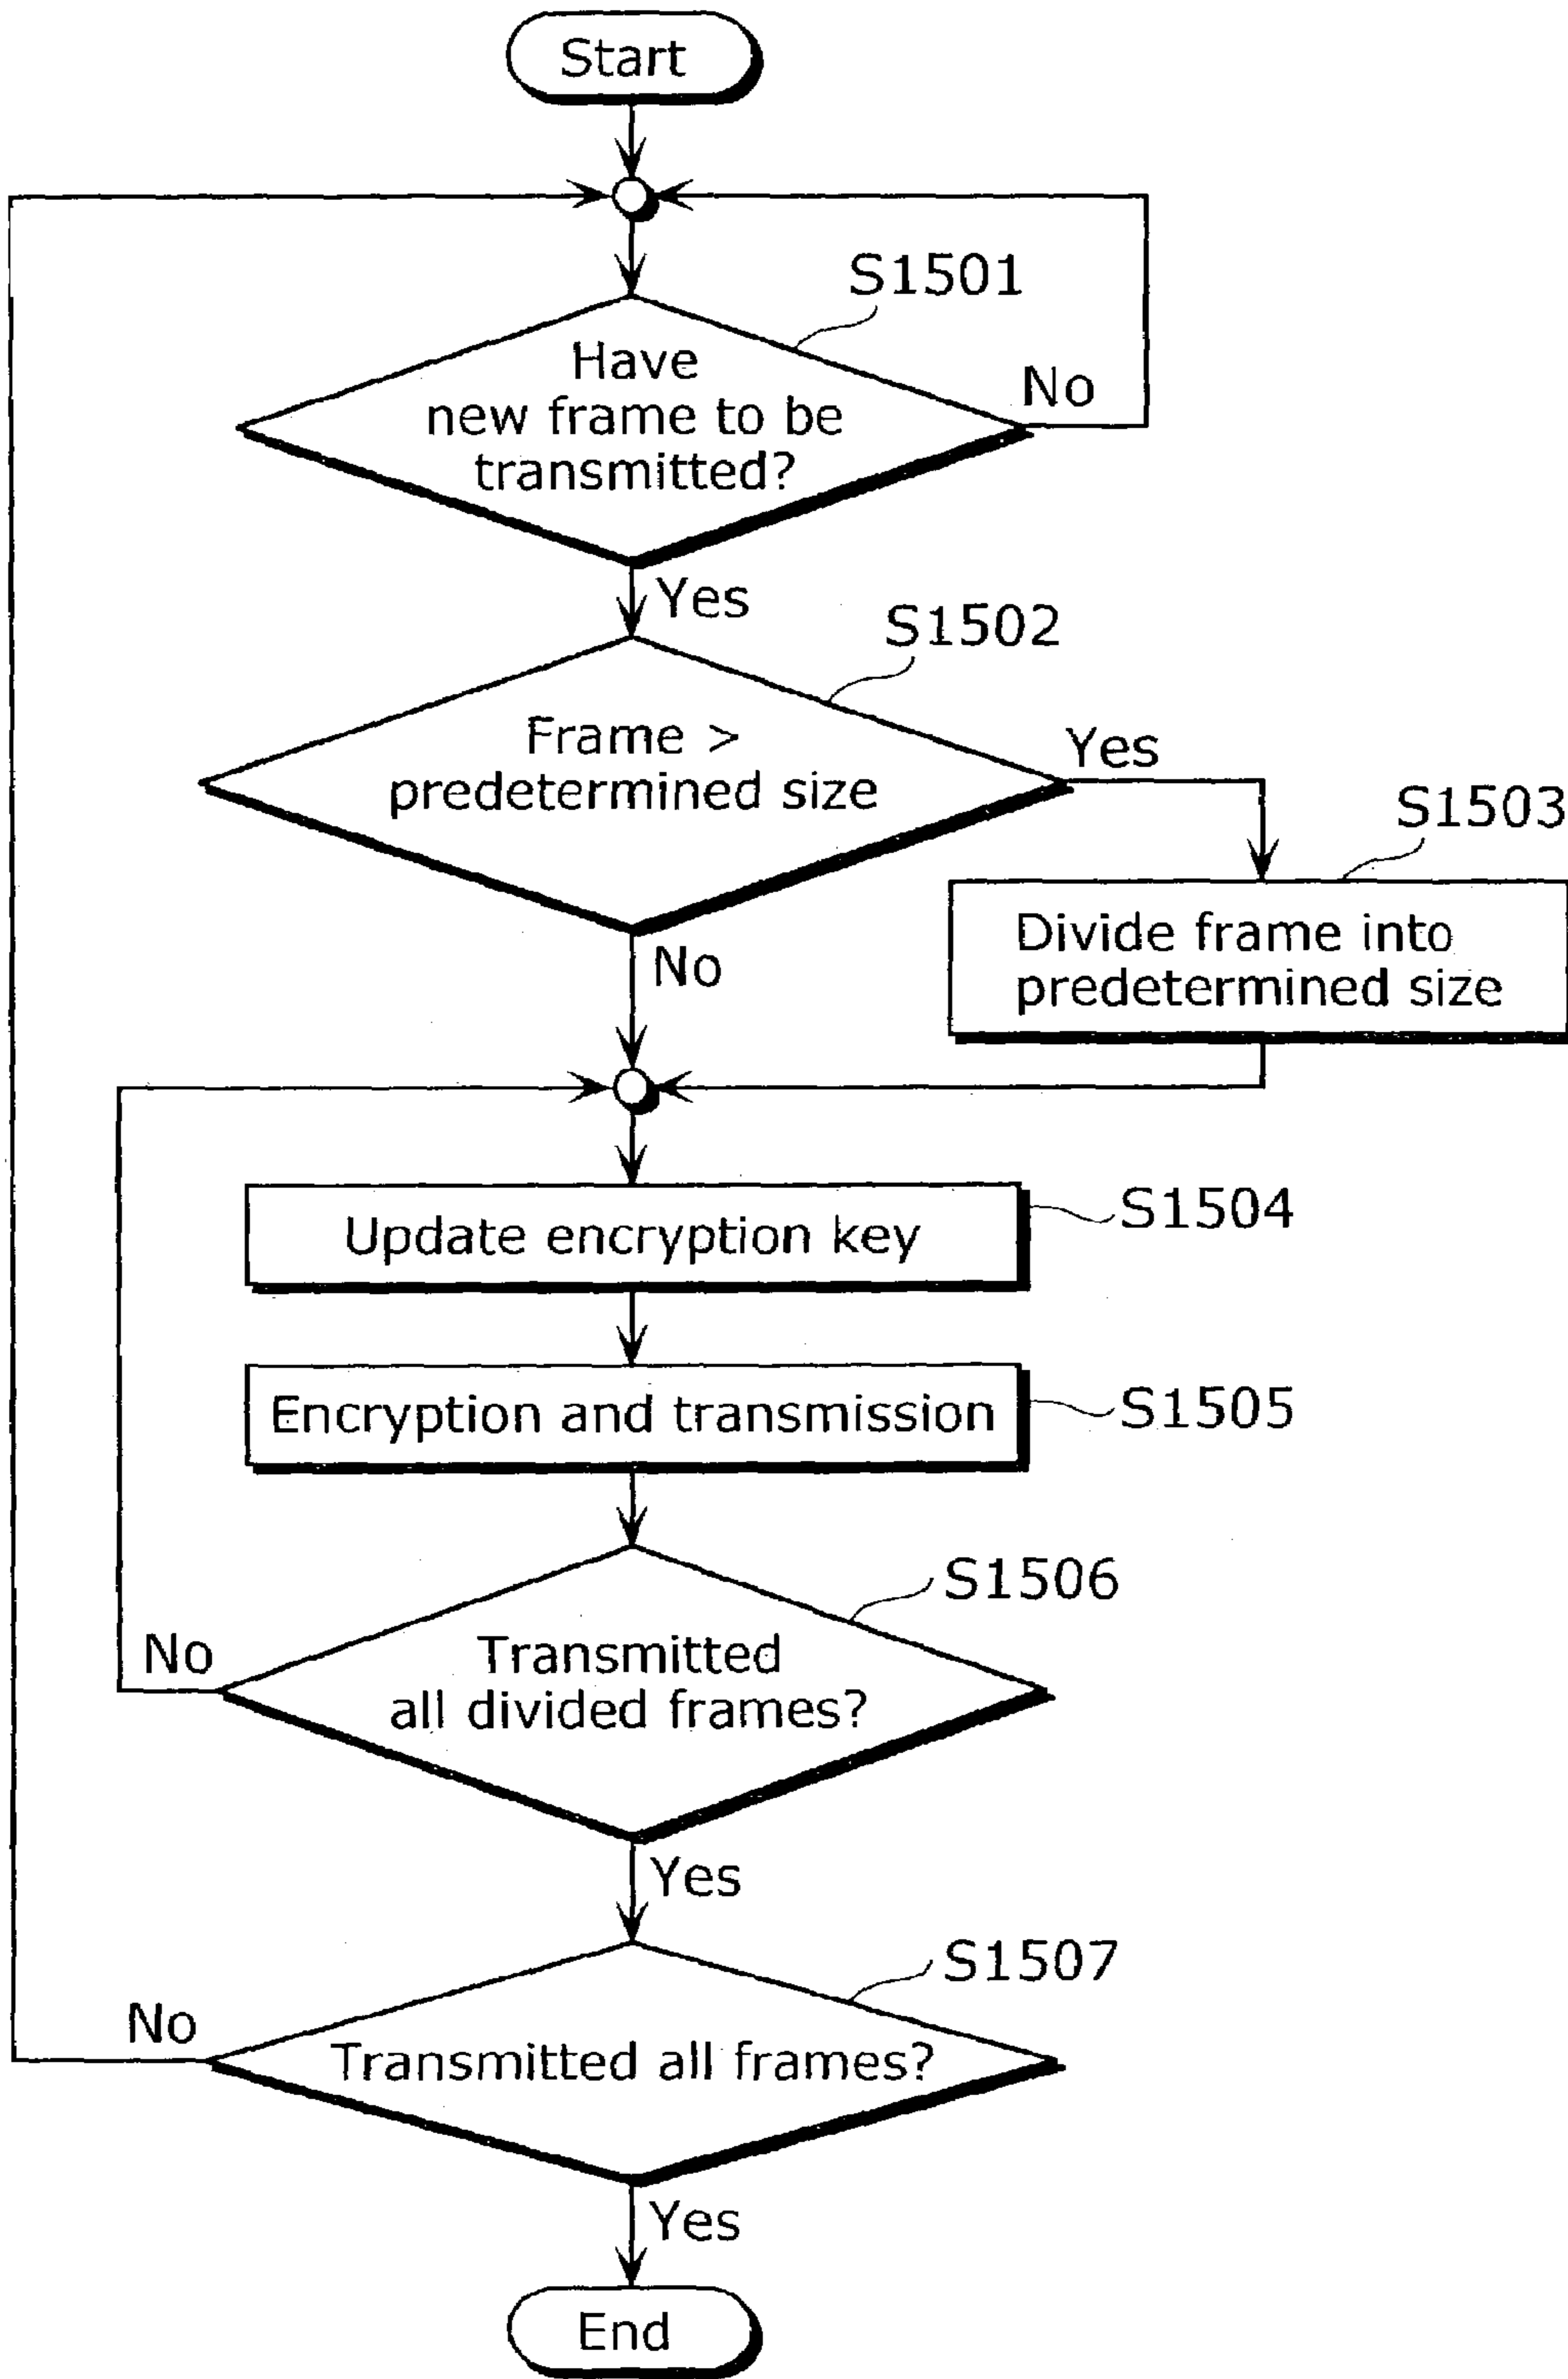 Start
S1501
Have
new frame to be
transmitted?
No
Yes
S1502
Frame >
predetermined size
Yes
S1503
Divide frame into
predetermined size
No
Update encryption key
S1504
Encryption and transmission
S1505
S1506
Transmitted
all divided frames?
No
Yes
S1507
Transmitted all frames?
No
Yes
End